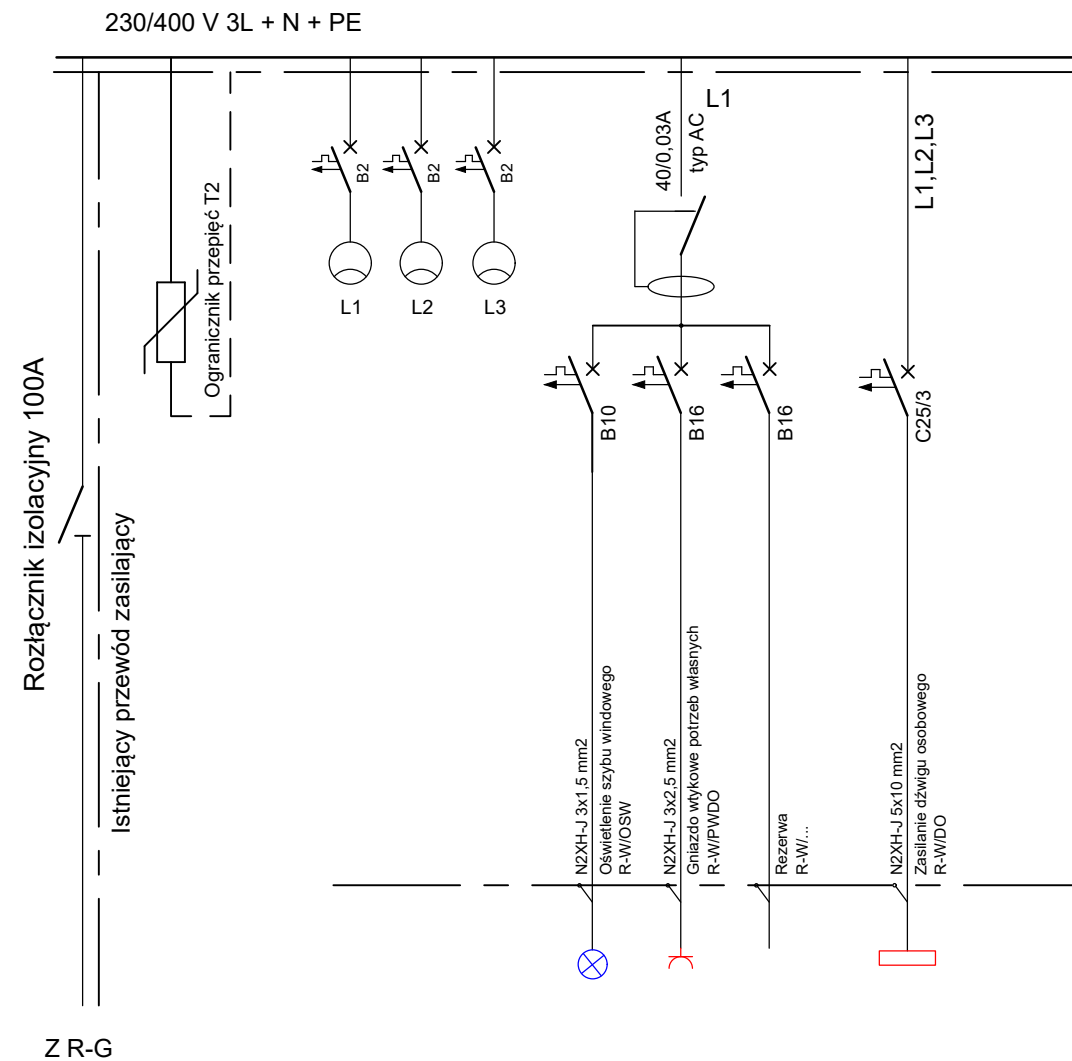 230/400 V 3L + N + PE
Rozłącznik izolacyjny 100A
Istniejący przewód zasilający
Ogranicznik przepięć T2
B2
B2
B2
L1
L2
L3
40/0,03A
typ AC
L1
L1,L2,L3
B10
B16
B16
C25/3
N2XH-J 3x1,5 mm2
Oświetlenie szybu windowego
R-W/OSW
N2XH-J 3x2,5 mm2
Gniazdo wtykowe potrzeb własnych
R-W/PWDO
Rezerwa
R-W/...
N2XH-J 5x10 mm2
Zasilanie dźwigu osobowego
R-W/DO
Z R-G